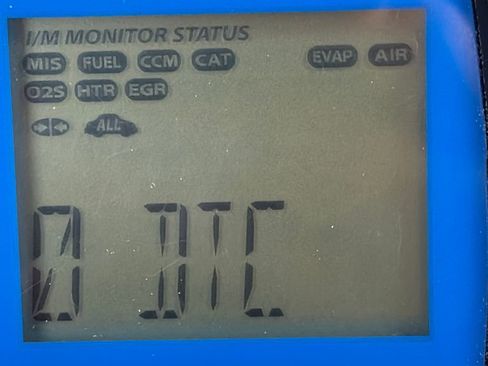 I/M MONITOR STATUS
MIS FUEL CCM CAT EVAP AIR
O2S HTR EGR
ALL
0 DTC